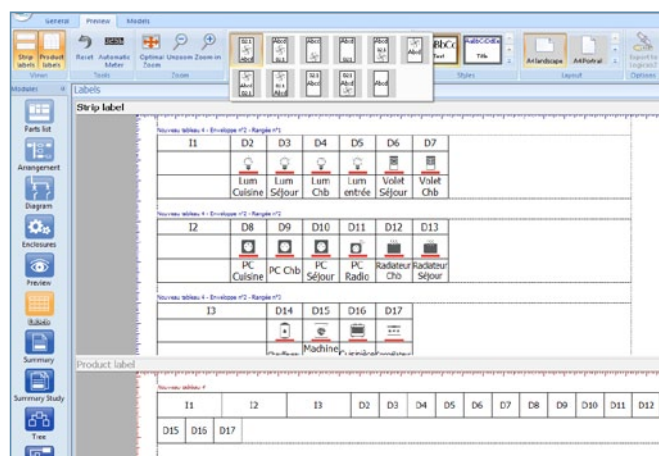 General Preview Models
Strip labels
Product labels
Reset
Automatic Meter
Optimal Zoom
Unzoom
Zoom in
Text
Title
A4 landscape
A4 Portrait
Views
Tools
Zoom
Styles
Layout
Options
Modules
Labels
Strip label
Parts list
Arrangement
Diagram
Enclosures
Preview
Labels
Summary
Summary Study
Tree
Nouveau tableau 4 - Enveloppe n°2 - Rangée n°1
I1 D2 D3 D4 D5 D6 D7
Lum Cuisine
Lum Séjour
Lum Chb
Lum entrée
Volet Séjour
Volet Chb
Nouveau tableau 4 - Enveloppe n°2 - Rangée n°2
I2 D8 D9 D10 D11 D12 D13
PC Cuisine
PC Chb
PC Séjour
PC Radio
Radiateur Chb
Radiateur Séjour
Nouveau tableau 4 - Enveloppe n°2 - Rangée n°3
I3 D14 D15 D16 D17
Machine
Product label
Nouveau tableau 4
I1 I2 I3 D2 D3 D4 D5 D6 D7 D8 D9 D10 D11 D12
D15 D16 D17